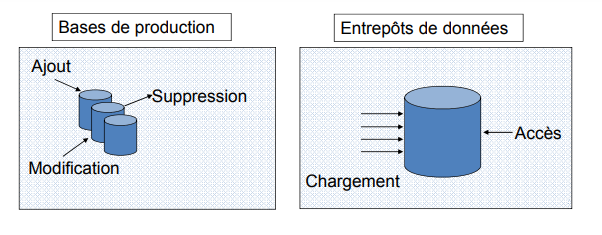 Bases de production
Ajout
Suppression
Modification
Entrepôts de données
Accès
Chargement